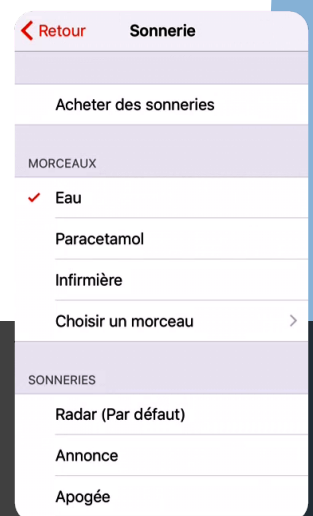 Retour Sonnerie
Acheter des sonneries
MORCEAUX
Eau
Paracetamol
Infirmière
Choisir un morceau
SONNERIES
Radar (Par défaut)
Annonce
Apogée